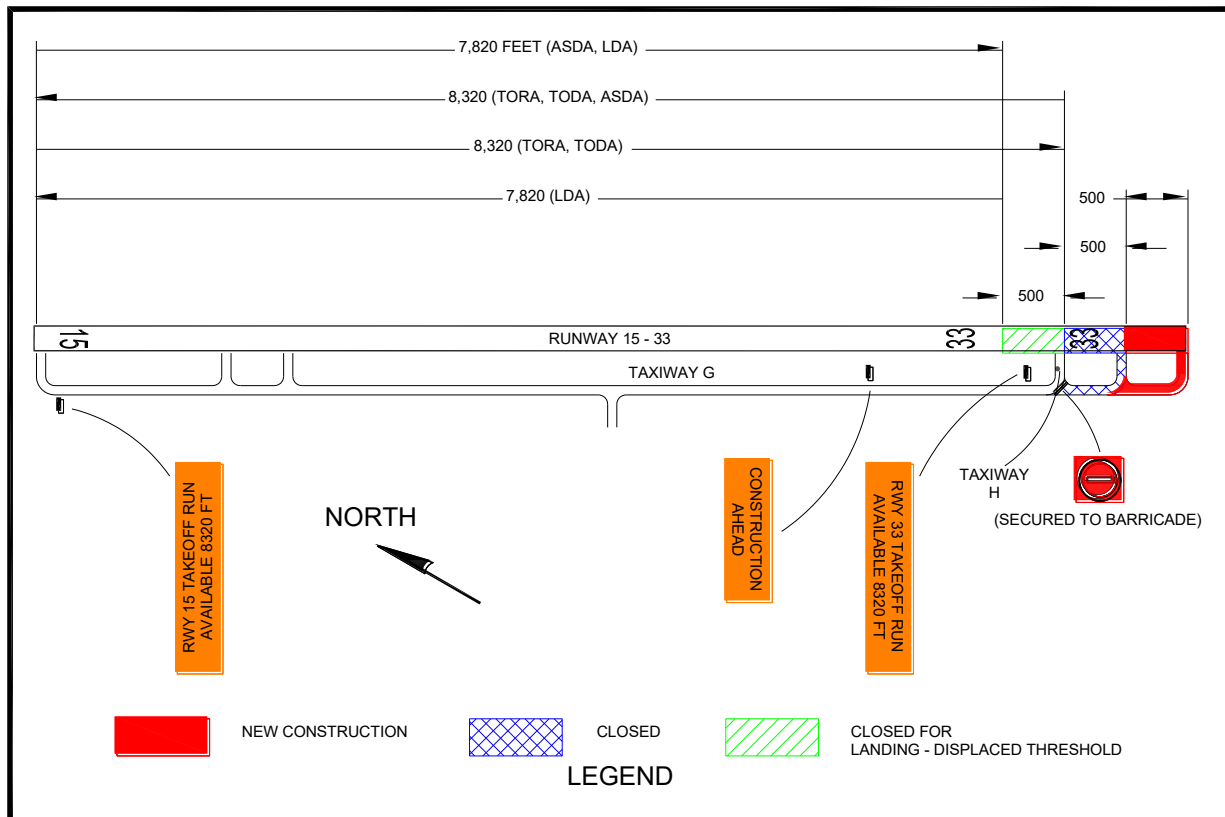 7,820 FEET (ASDA, LDA)
8,320 (TORA, TODA, ASDA)
8,320 (TORA, TODA)
7,820 (LDA)
500
500
500
15
RUNWAY 15 - 33
33
33
TAXIWAY G
RWY 15 TAKEOFF RUN
AVAILABLE 8320 FT
NORTH
CONSTRUCTION
AHEAD
RWY 33 TAKEOFF RUN
AVAILABLE 8320 FT
TAXIWAY
H
(SECURED TO BARRICADE)
NEW CONSTRUCTION
CLOSED
CLOSED FOR
LANDING - DISPLACED THRESHOLD
LEGEND